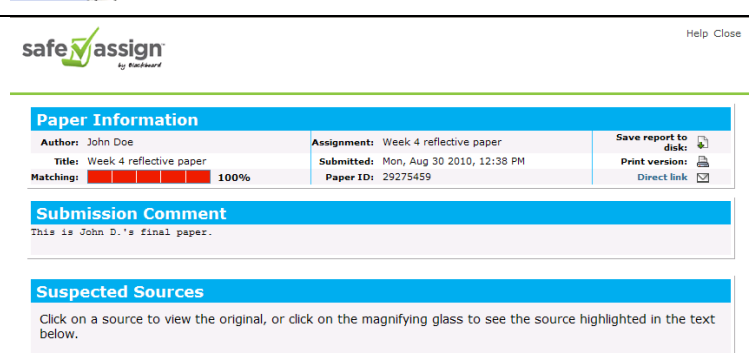 safe assign
by Blackboard
Help Close
Paper Information
Author: John Doe
Assignment: Week 4 reflective paper
Save report to disk:
Title: Week 4 reflective paper
Submitted: Mon, Aug 30 2010, 12:38 PM
Print version:
Matching: 100%
Paper ID: 29275459
Direct link
Submission Comment
This is John D.'s final paper.
Suspected Sources
Click on a source to view the original, or click on the magnifying glass to see the source highlighted in the text
below.